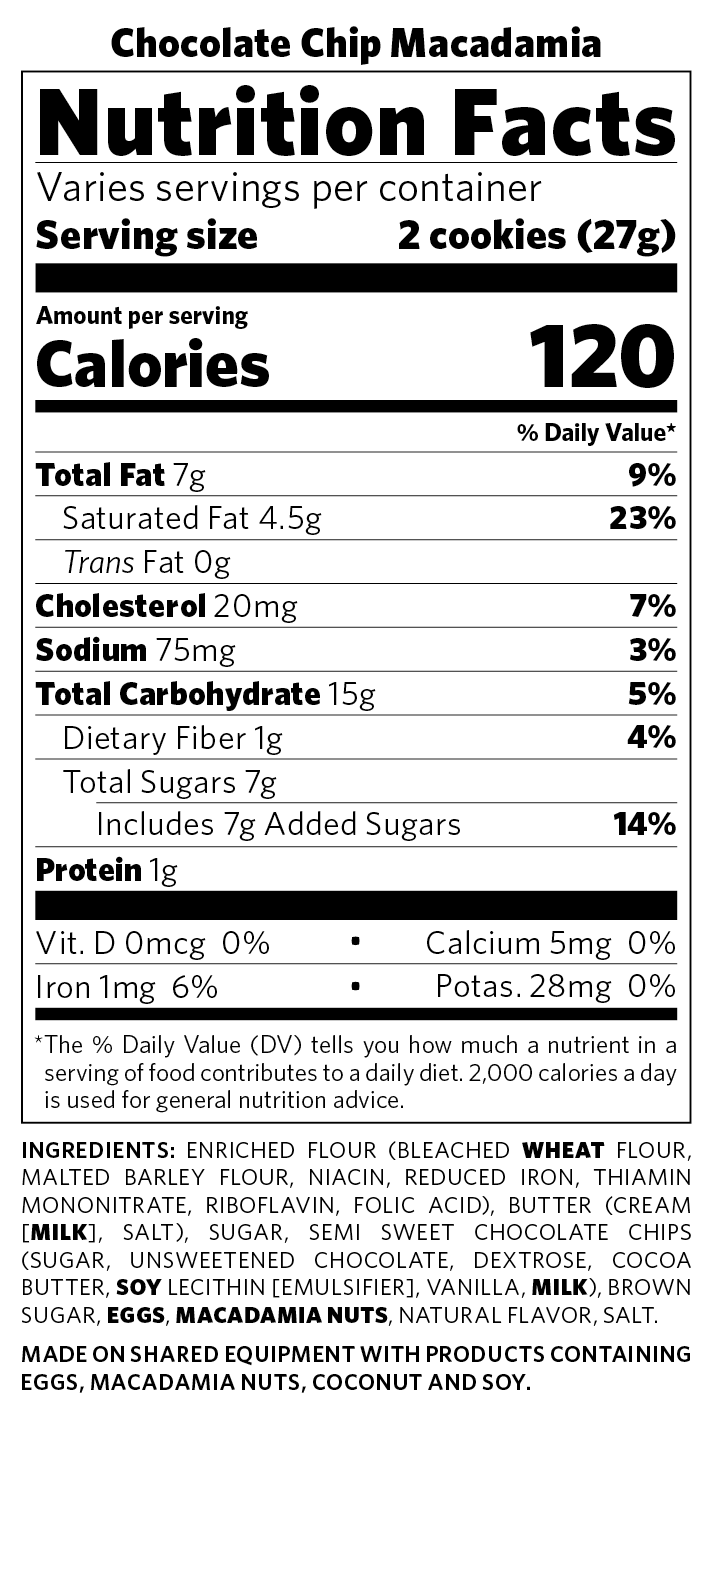 Chocolate Chip Macadamia
Nutrition Facts
Varies servings per container
Serving size 2 cookies (27g)
Amount per serving
Calories 120
% Daily Value*
Total Fat 7g 9%
Saturated Fat 4.5g 23%
Trans Fat 0g
Cholesterol 20mg 7%
Sodium 75mg 3%
Total Carbohydrate 15g 5%
Dietary Fiber 1g 4%
Total Sugars 7g
Includes 7g Added Sugars 14%
Protein 1g
Vit. D 0mcg 0% • Calcium 5mg 0%
Iron 1mg 6% • Potas. 28mg 0%
*The % Daily Value (DV) tells you how much a nutrient in a
serving of food contributes to a daily diet. 2,000 calories a day
is used for general nutrition advice.
INGREDIENTS: ENRICHED FLOUR (BLEACHED WHEAT FLOUR,
MALTED BARLEY FLOUR, NIACIN, REDUCED IRON, THIAMIN
MONONITRATE, RIBOFLAVIN, FOLIC ACID), BUTTER (CREAM
[MILK], SALT), SUGAR, SEMI SWEET CHOCOLATE CHIPS
(SUGAR, UNSWEETENED CHOCOLATE, DEXTROSE, COCOA
BUTTER, SOY LECITHIN [EMULSIFIER], VANILLA, MILK), BROWN
SUGAR, EGGS, MACADAMIA NUTS, NATURAL FLAVOR, SALT.
MADE ON SHARED EQUIPMENT WITH PRODUCTS CONTAINING
EGGS, MACADAMIA NUTS, COCONUT AND SOY.